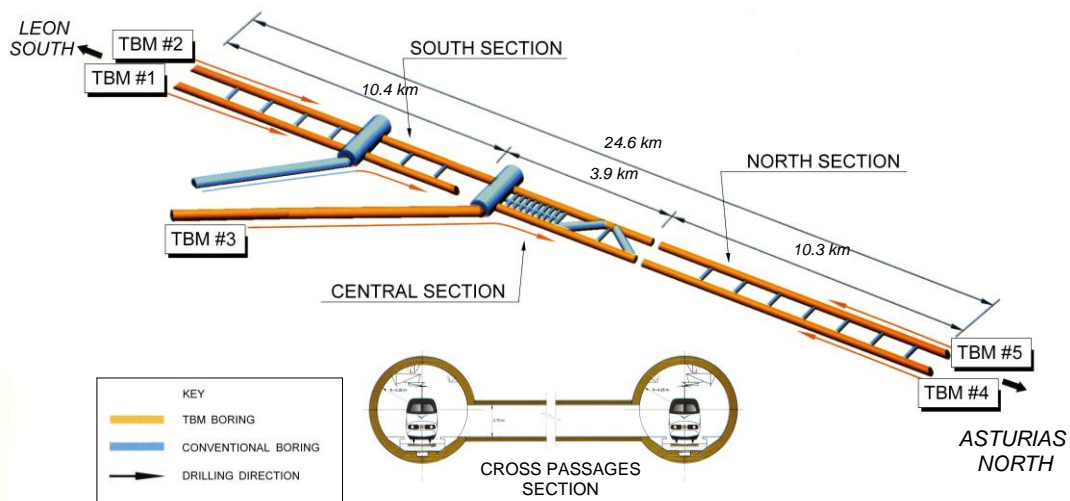 LEON
SOUTH
TBM #2
TBM #1
SOUTH SECTION
10.4 km
24.6 km
3.9 km
NORTH SECTION
10.3 km
TBM #3
CENTRAL SECTION
TBM #5
TBM #4
ASTURIAS
NORTH
KEY
TBM BORING
CONVENTIONAL BORING
DRILLING DIRECTION
CROSS PASSAGES
SECTION